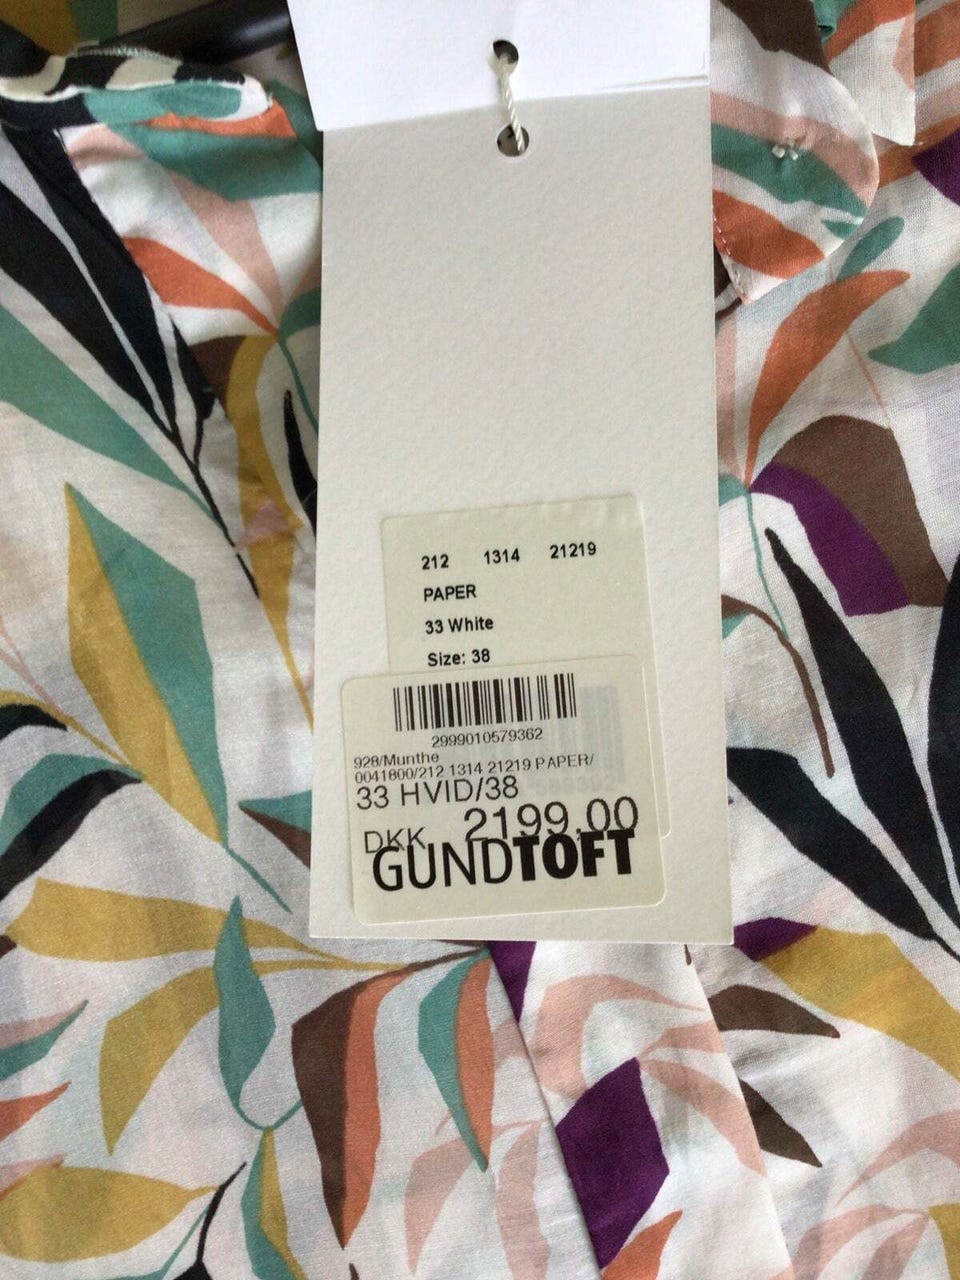 212 1314 21219
PAPER
33 White
Size: 38
2999010579362
928/Munthe
0041800/212 1314 21219 PAPER/
33 HVID/38
DKK 2199,00
GUNDTOFT